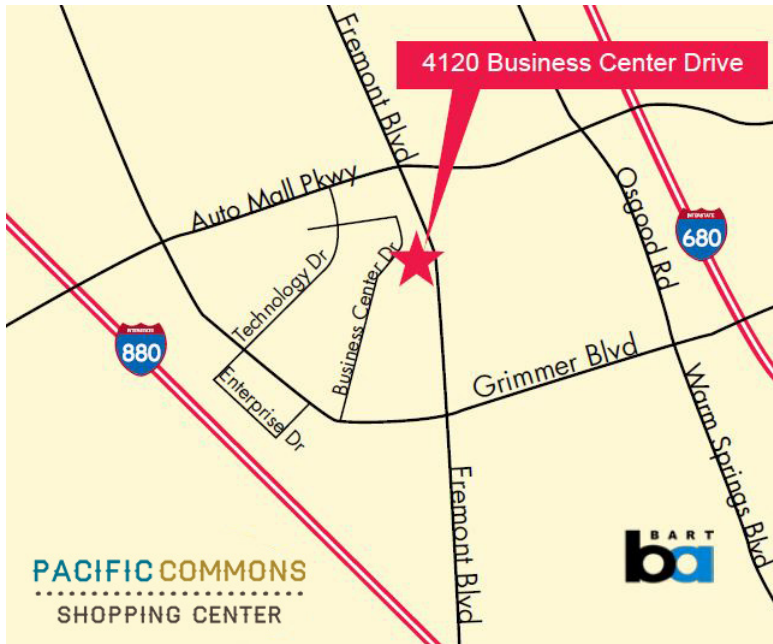 4120 Business Center Drive
Fremont Blvd
Auto Mall Pkwy
Osgood Rd
INTERSTATE
680
Technology Dr
Business Center Dr
INTERSTATE
880
Enterprise Dr
Grimmer Blvd
Warm Springs Blvd
Fremont Blvd
BART
ba
PACIFIC COMMONS
SHOPPING CENTER